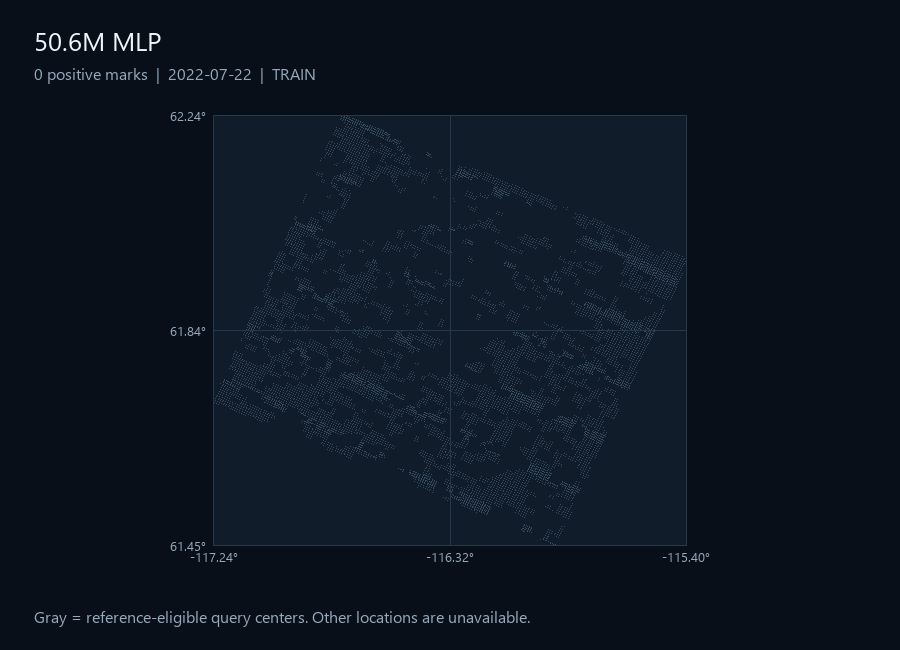 50.6M MLP
0 positive marks | 2022-07-22 | TRAIN
62.24°
61.84°
61.45°
-117.24°
-116.32°
-115.40°
Gray = reference-eligible query centers. Other locations are unavailable.